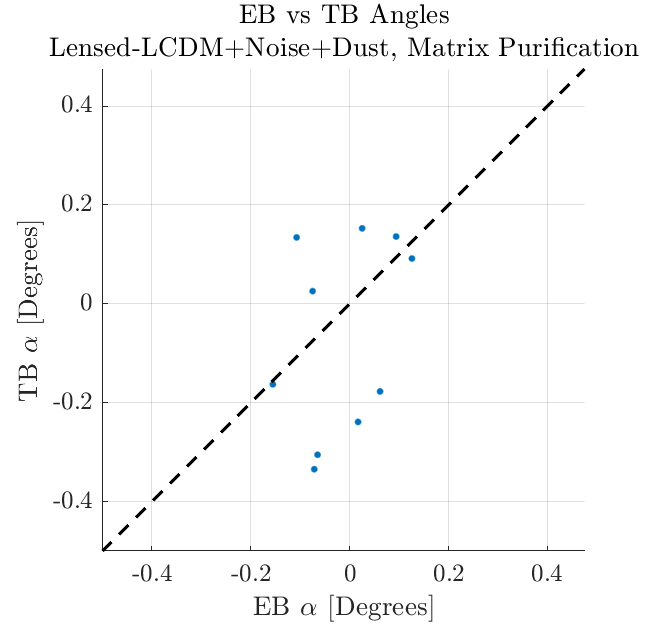 EB vs TB Angles
Lensed-LCDM+Noise+Dust, Matrix Purification
TB α [Degrees]
0.4
0.2
0
-0.2
-0.4
-0.4 -0.2 0 0.2 0.4
EB α [Degrees]